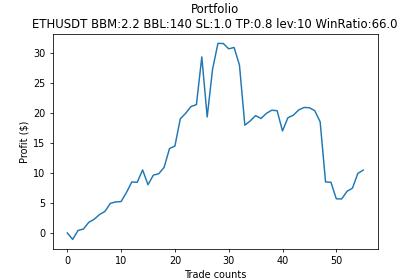 Portfolio
ETHUSDT BBM:2.2 BBL:140 SL:1.0 TP:0.8 lev:10 WinRatio:66.0
30
25
20
15
10
5
0
Profit ($)
0 10 20 30 40 50
Trade counts